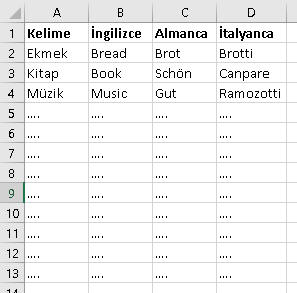 A B C D
1 Kelime İngilizce Almanca İtalyanca
2 Ekmek Bread Brot Brotti
3 Kitap Book Schön Canpare
4 Müzik Music Gut Ramozotti
5 .... .... .... ....
6 .... .... .... ....
7 .... .... .... ....
8 .... .... .... ....
9 .... .... .... ....
10 .... .... .... ....
11 .... .... .... ....
12 .... .... .... ....
13 .... .... .... ....